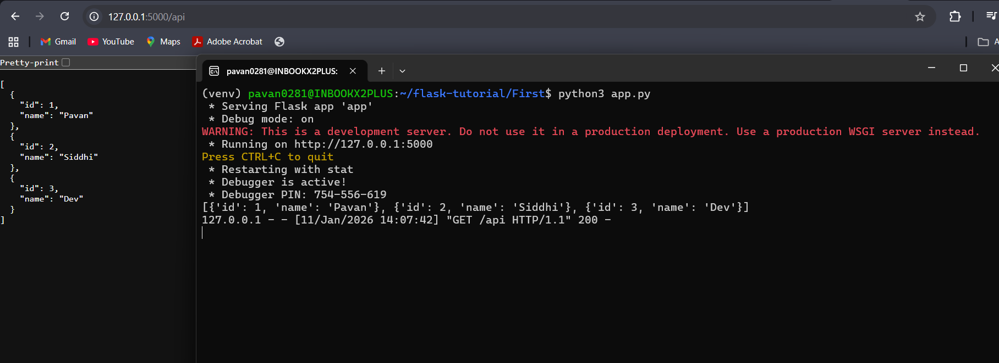 127.0.0.1:5000/api
Gmail YouTube Maps Adobe Acrobat A
Pretty-print
[
  {
    "id": 1,
    "name": "Pavan"
  },
  {
    "id": 2,
    "name": "Siddhi"
  },
  {
    "id": 3,
    "name": "Dev"
  }
]
pavan0281@INBOOKX2PLUS:
(venv) pavan0281@INBOOKX2PLUS:~/flask-tutorial/First$ python3 app.py
 * Serving Flask app 'app'
 * Debug mode: on
WARNING: This is a development server. Do not use it in a production deployment. Use a production WSGI server instead.
 * Running on http://127.0.0.1:5000
Press CTRL+C to quit
 * Restarting with stat
 * Debugger is active!
 * Debugger PIN: 754-556-619
[{'id': 1, 'name': 'Pavan'}, {'id': 2, 'name': 'Siddhi'}, {'id': 3, 'name': 'Dev'}]
127.0.0.1 - - [11/Jan/2026 14:07:42] "GET /api HTTP/1.1" 200 -